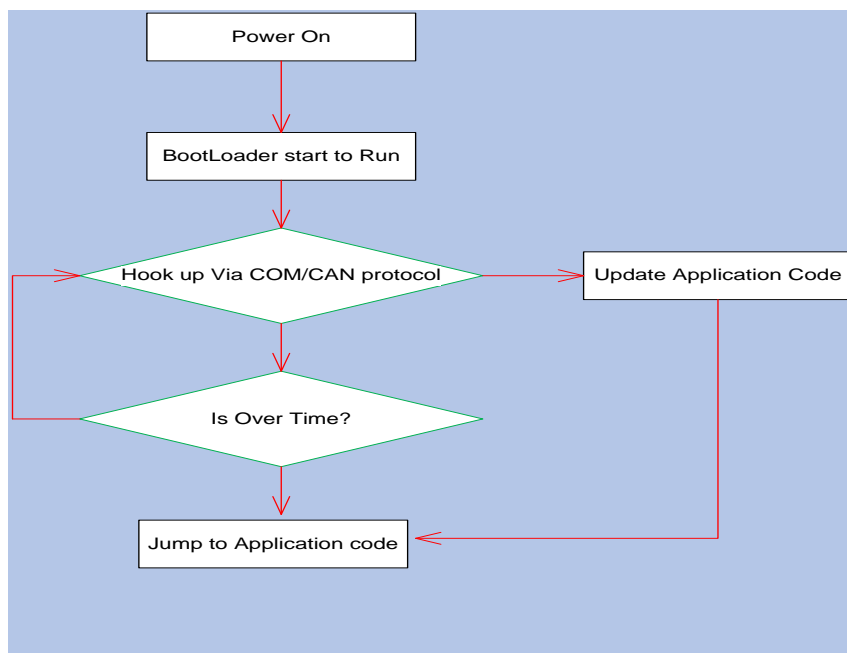 Power On
BootLoader start to Run
Hook up Via COM/CAN protocol
Update Application Code
Is Over Time?
Jump to Application code